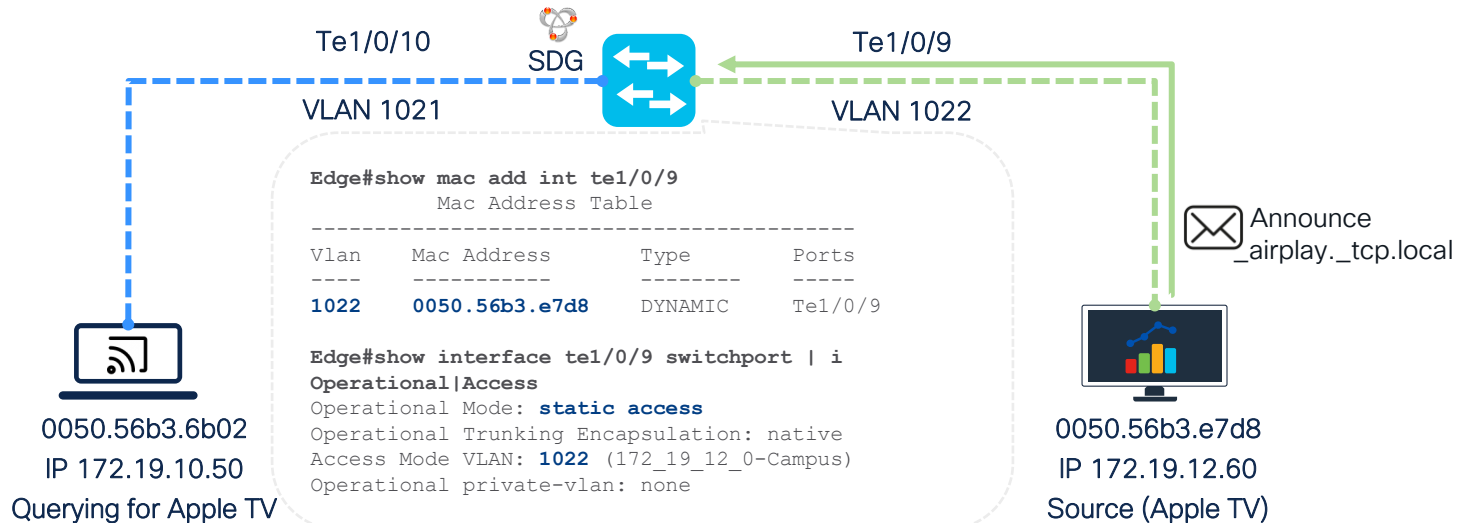 Te1/0/10
SDG
Te1/0/9
VLAN 1021
VLAN 1022
Edge#show mac add int te1/0/9
Mac Address Table
-------------------------------------------
Vlan    Mac Address       Type        Ports
----    -----------       --------    -----
1022    0050.56b3.e7d8    DYNAMIC     Te1/0/9
Edge#show interface te1/0/9 switchport | i
Operational|Access
Operational Mode: static access
Operational Trunking Encapsulation: native
Access Mode VLAN: 1022 (172_19_12_0-Campus)
Operational private-vlan: none
Announce
_airplay._tcp.local
0050.56b3.6b02
IP 172.19.10.50
Querying for Apple TV
0050.56b3.e7d8
IP 172.19.12.60
Source (Apple TV)